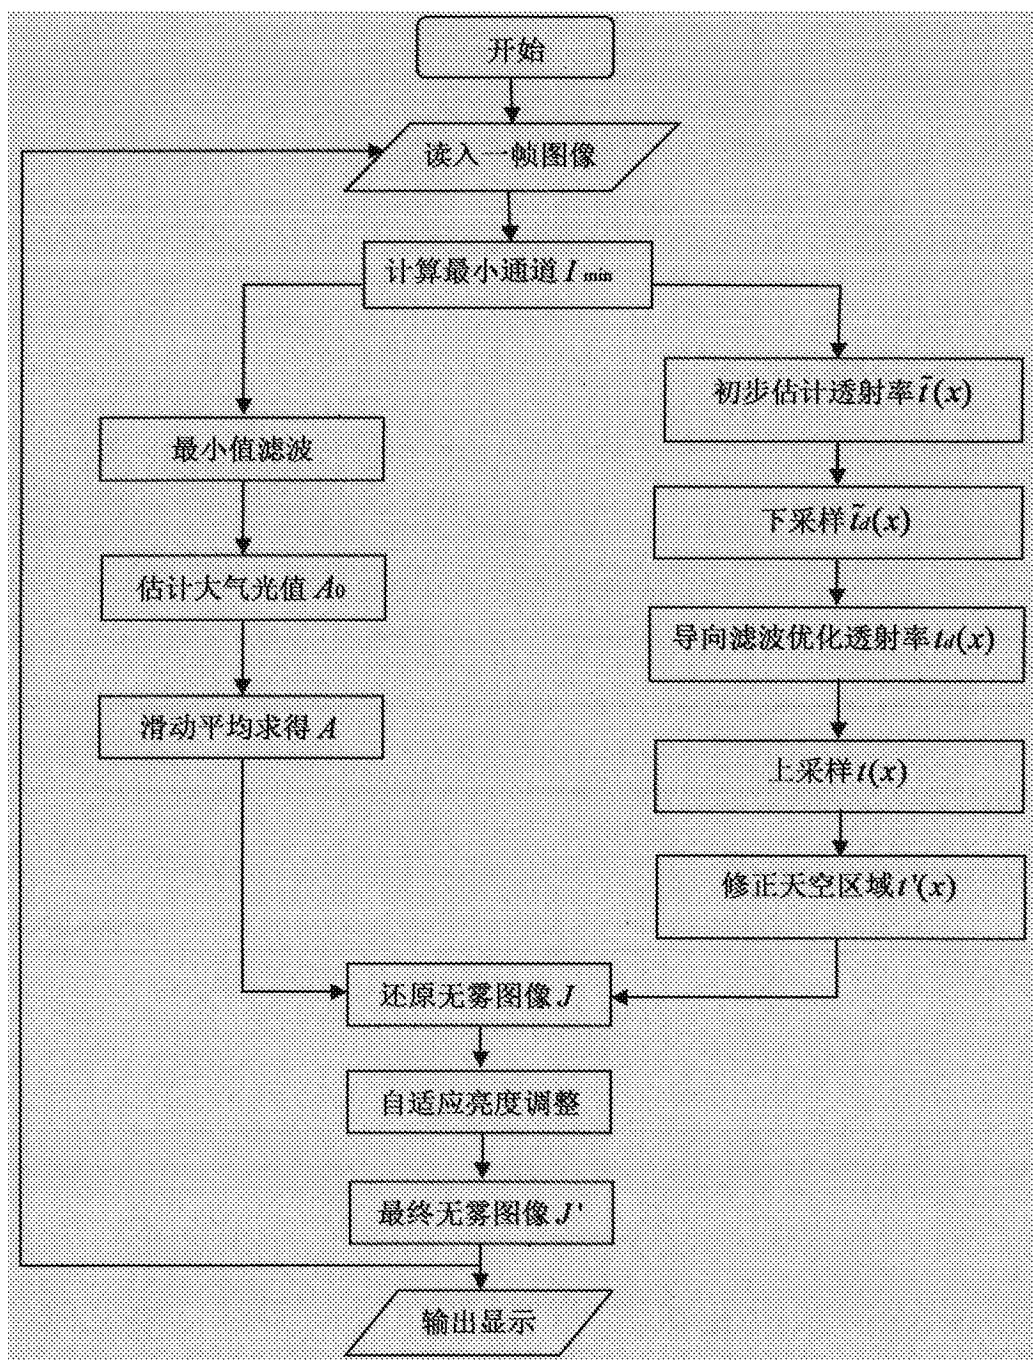 开始
读入一帧图像
计算最小通道 I min
初步估计透射率 t̃(x)
最小值滤波
下采样 t̃d(x)
估计大气光值 A0
导向滤波优化透射率 td(x)
滑动平均求得 A
上采样 t(x)
修正天空区域 t'(x)
还原无雾图像 J
自适应亮度调整
最终无雾图像 J'
输出显示